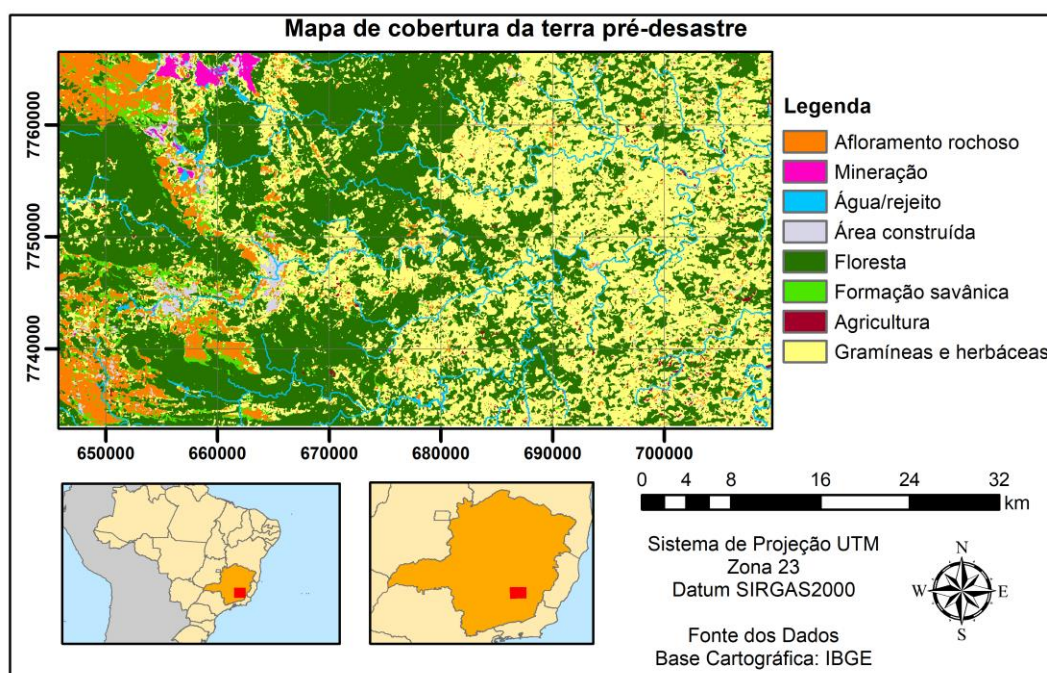 Mapa de cobertura da terra pré-desastre
7760000
7750000
7740000
650000 660000 670000 680000 690000 700000
Legenda
Afloramento rochoso
Mineração
Água/rejeito
Área construída
Floresta
Formação savânica
Agricultura
Gramíneas e herbáceas
0 4 8 16 24 32
km
Sistema de Projeção UTM
Zona 23
Datum SIRGAS2000
Fonte dos Dados
Base Cartográfica: IBGE
N
W E
S